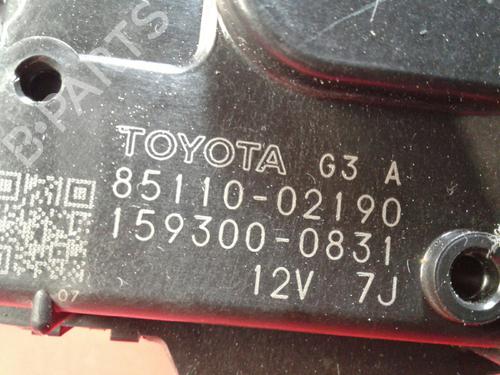 B-PARTS
TOYOTA G3 A
85110-02190
159300-0831
12V 7J
07